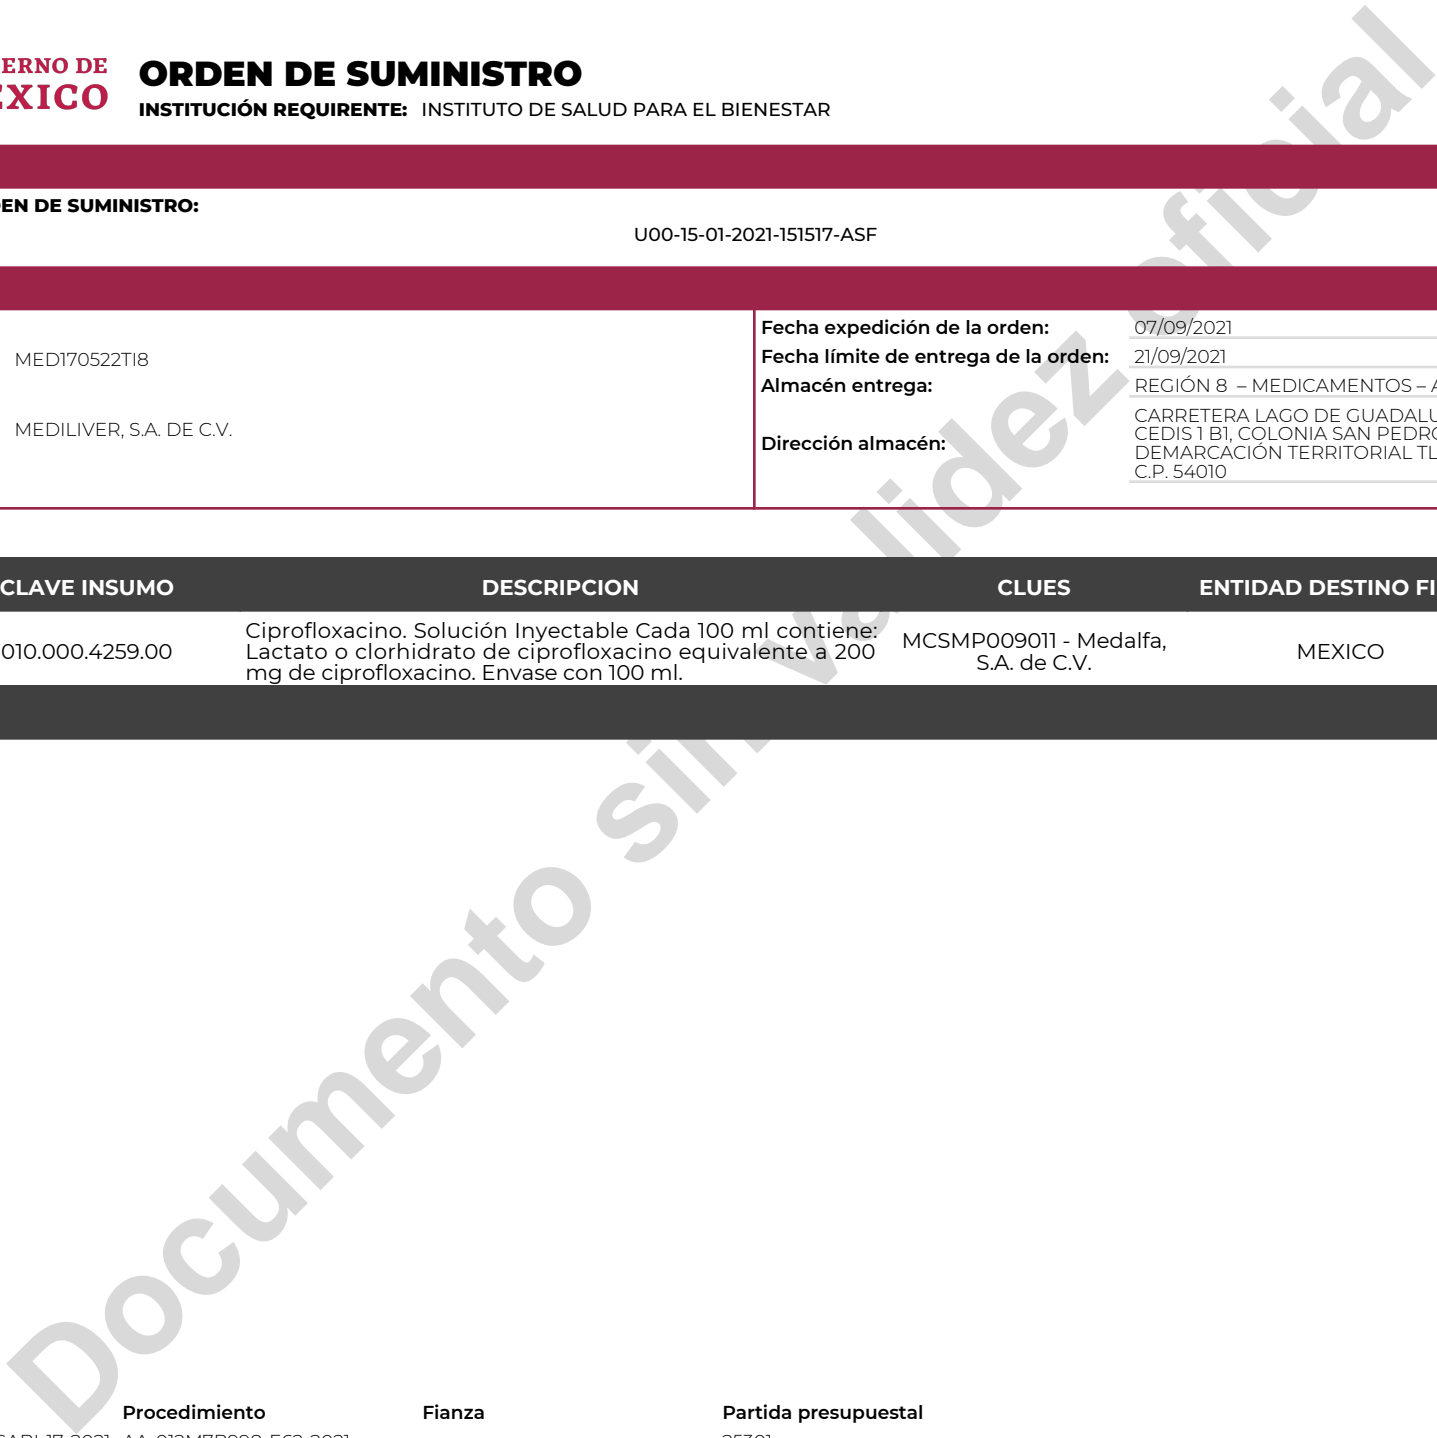 ERNO DE
EXICO
ORDEN DE SUMINISTRO
INSTITUCIÓN REQUIRENTE: INSTITUTO DE SALUD PARA EL BIENESTAR
EN DE SUMINISTRO:
U00-15-01-2021-151517-ASF
MED170522TI8
MEDILIVER, S.A. DE C.V.
Fecha expedición de la orden: 07/09/2021
Fecha límite de entrega de la orden: 21/09/2021
Almacén entrega: REGIÓN 8 – MEDICAMENTOS – A
Dirección almacén:
CARRETERA LAGO DE GUADALU
CEDIS 1 B1, COLONIA SAN PEDRO
DEMARCACIÓN TERRITORIAL TL
C.P. 54010
CLAVE INSUMO DESCRIPCION CLUES ENTIDAD DESTINO FI
010.000.4259.00
Ciprofloxacino. Solución Inyectable Cada 100 ml contiene:
Lactato o clorhidrato de ciprofloxacino equivalente a 200
mg de ciprofloxacino. Envase con 100 ml.
MCSMP009011 - Medalfa,
S.A. de C.V.
MEXICO
Documento sin validez oficial
Procedimiento Fianza Partida presupuestal